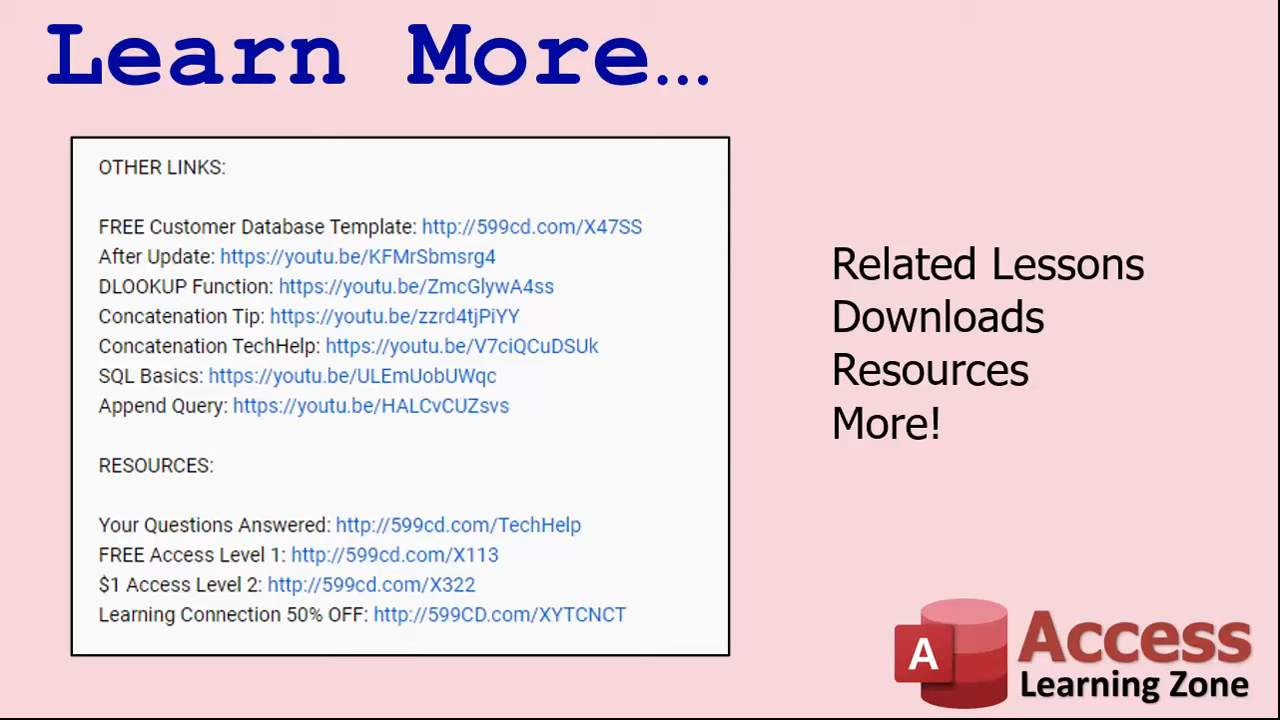 Learn More...
OTHER LINKS:
FREE Customer Database Template: http://599cd.com/X47SS
After Update: https://youtu.be/KFMrSbmsrg4
DLOOKUP Function: https://youtu.be/ZmcGlywA4ss
Concatenation Tip: https://youtu.be/zzrd4tjPiYY
Concatenation TechHelp: https://youtu.be/V7ciQCuDSUk
SQL Basics: https://youtu.be/ULEmUobUWqc
Append Query: https://youtu.be/HALCvCUZsvs
RESOURCES:
Your Questions Answered: http://599cd.com/TechHelp
FREE Access Level 1: http://599cd.com/X113
$1 Access Level 2: http://599cd.com/X322
Learning Connection 50% OFF: http://599CD.com/XYTCNCT
Related Lessons
Downloads
Resources
More!
A
Access
Learning Zone